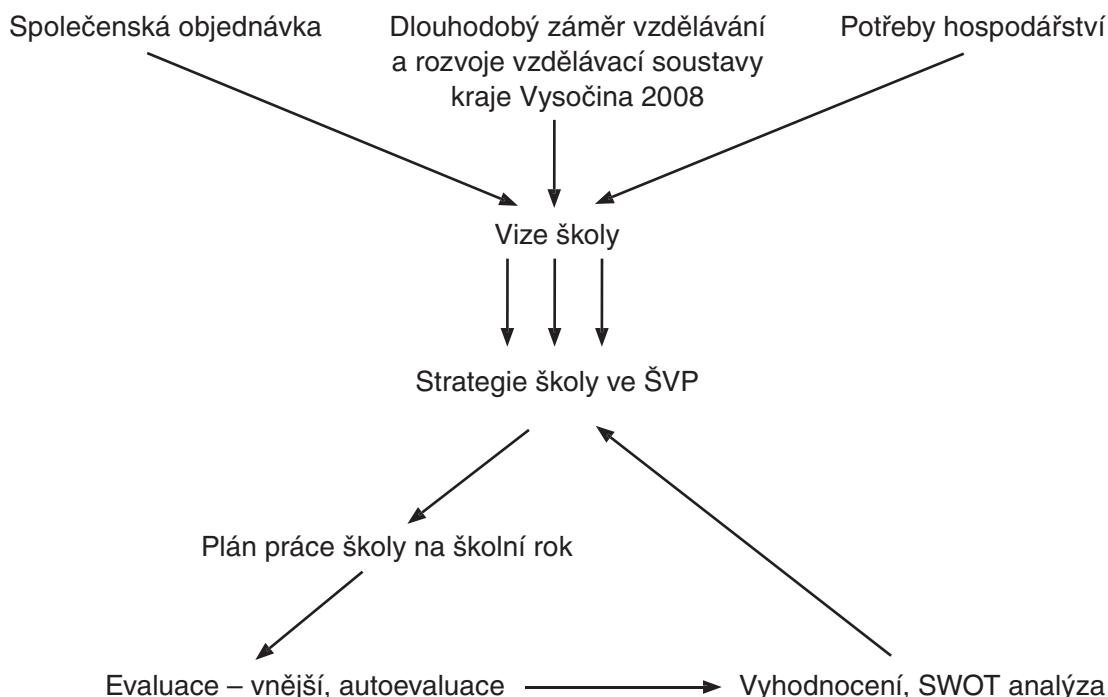 Společenská objednávka
Dlouhodobý záměr vzdělávání
a rozvoje vzdělávací soustavy
kraje Vysočina 2008
Potřeby hospodářství
Vize školy
Strategie školy ve ŠVP
Plán práce školy na školní rok
Evaluace – vnější, autoevaluace
Vyhodnocení, SWOT analýza